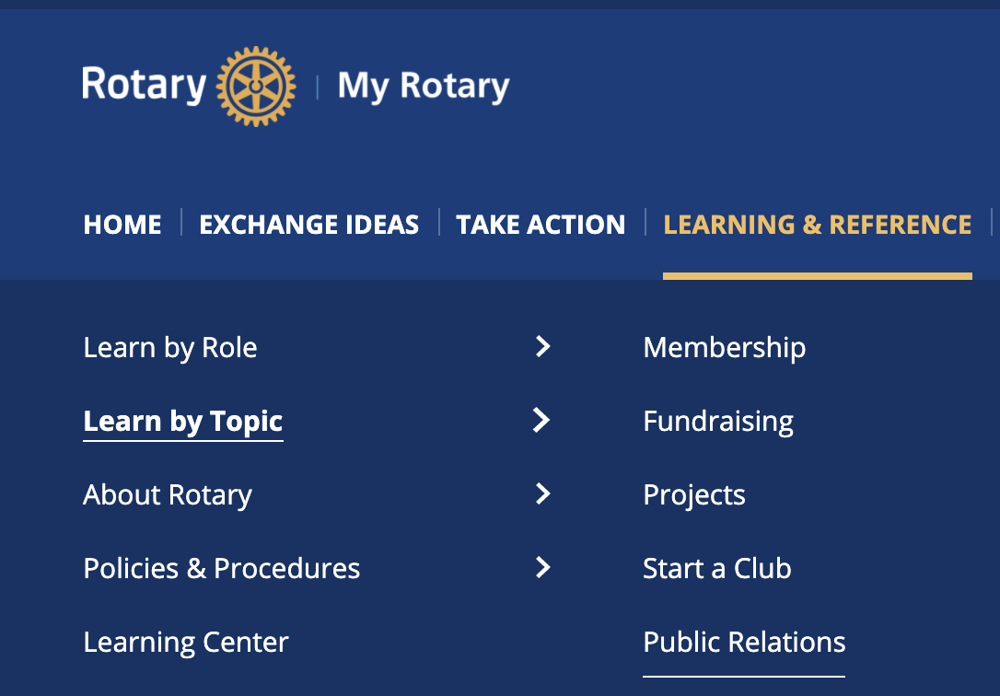 Rotary | My Rotary
HOME | EXCHANGE IDEAS | TAKE ACTION | LEARNING & REFERENCE
Learn by Role
Learn by Topic
About Rotary
Policies & Procedures
Learning Center
Membership
Fundraising
Projects
Start a Club
Public Relations